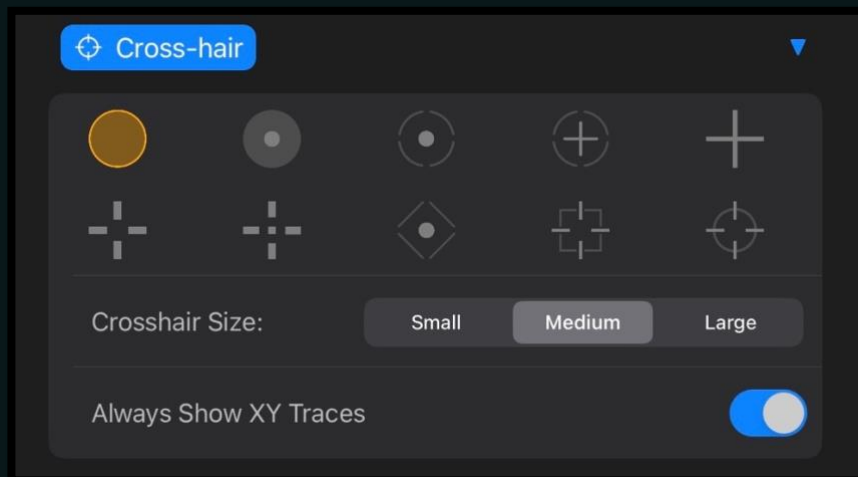 Cross-hair
Crosshair Size:
Small
Medium
Large
Always Show XY Traces